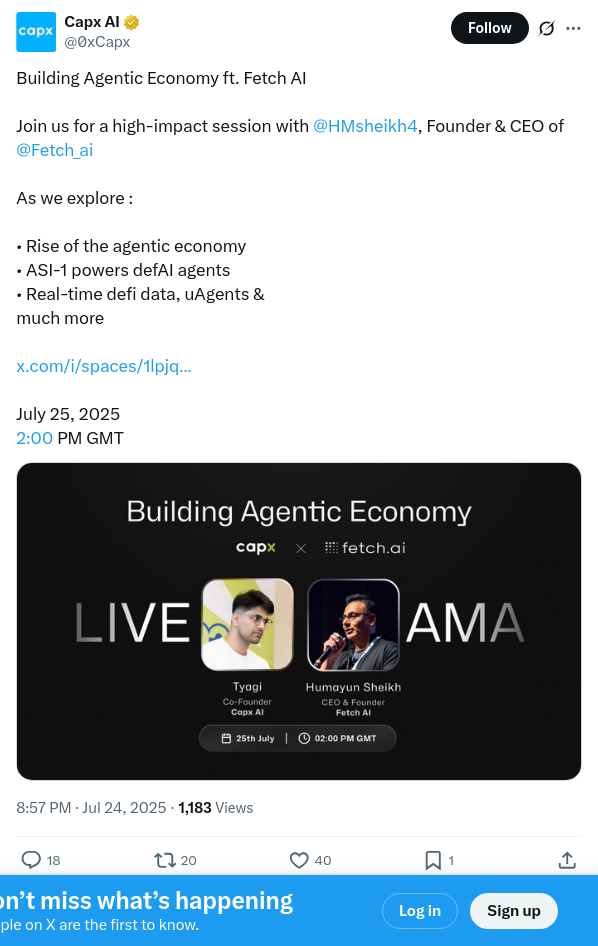 capx
Capx AI
@0xCapx
Follow
Building Agentic Economy ft. Fetch AI
Join us for a high-impact session with @HMsheikh4, Founder & CEO of
@Fetch_ai
As we explore :
• Rise of the agentic economy
• ASI-1 powers defAI agents
• Real-time defi data, uAgents &
much more
x.com/i/spaces/1lpjq…
July 25, 2025
2:00 PM GMT
Building Agentic Economy
capx × fetch.ai
LIVE AMA
Tyagi
Co-Founder
Capx AI
Humayun Sheikh
CEO & Founder
Fetch AI
25th July | 02:00 PM GMT
8:57 PM · Jul 24, 2025 · 1,183 Views
18 20 40 1
on’t miss what’s happening
ple on X are the first to know.
Log in
Sign up